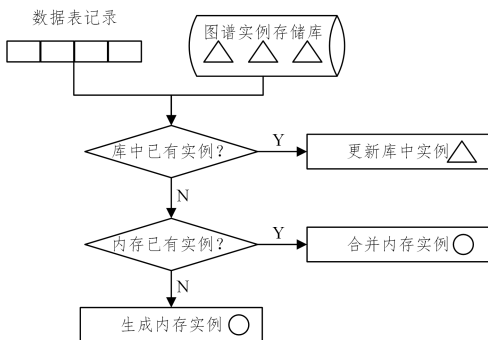 数据表记录
图谱实例存储库
库中已有实例?
Y
更新库中实例
N
内存已有实例?
Y
合并内存实例
N
生成内存实例